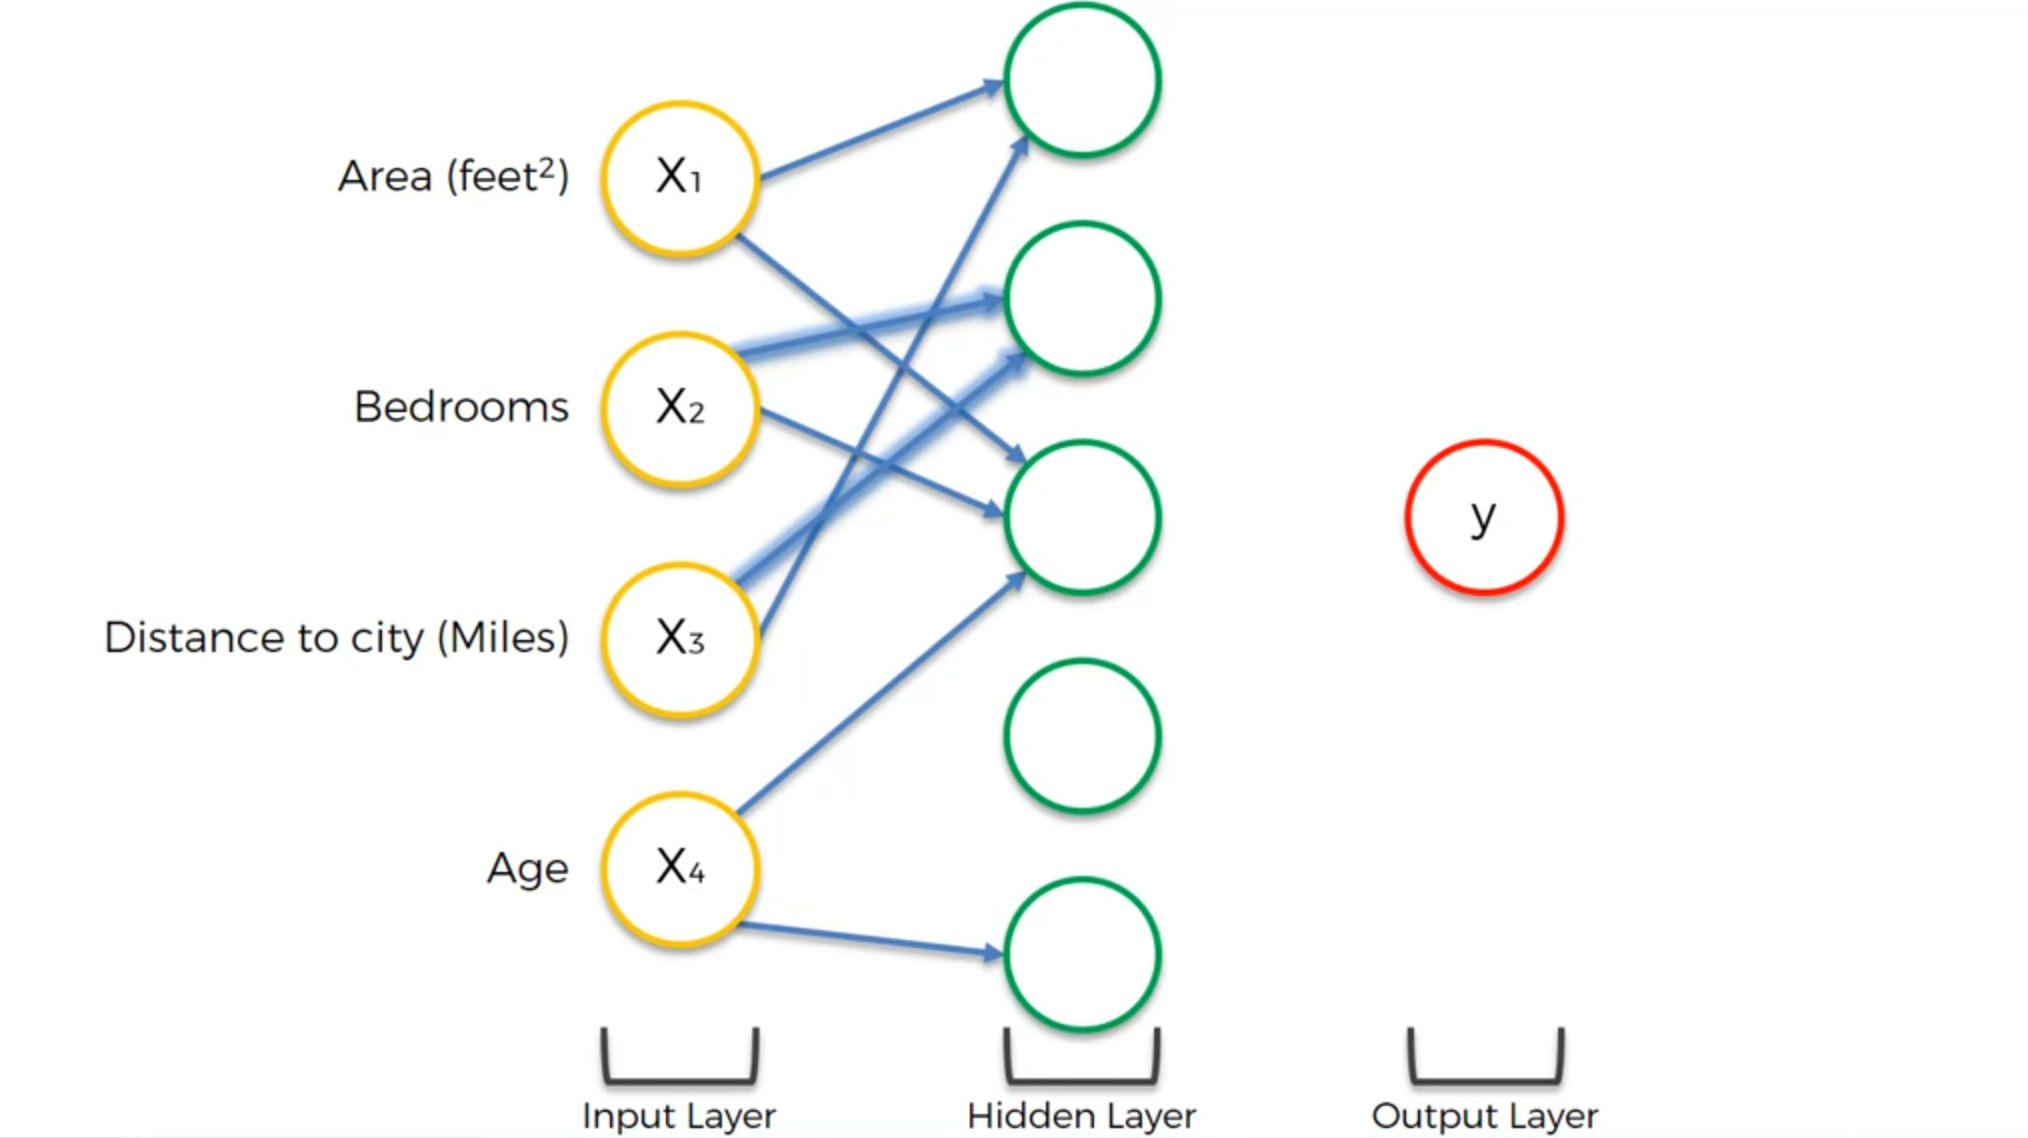 Area (feet²)
X₁
Bedrooms
X₂
Distance to city (Miles)
X₃
Age
X₄
y
Input Layer
Hidden Layer
Output Layer